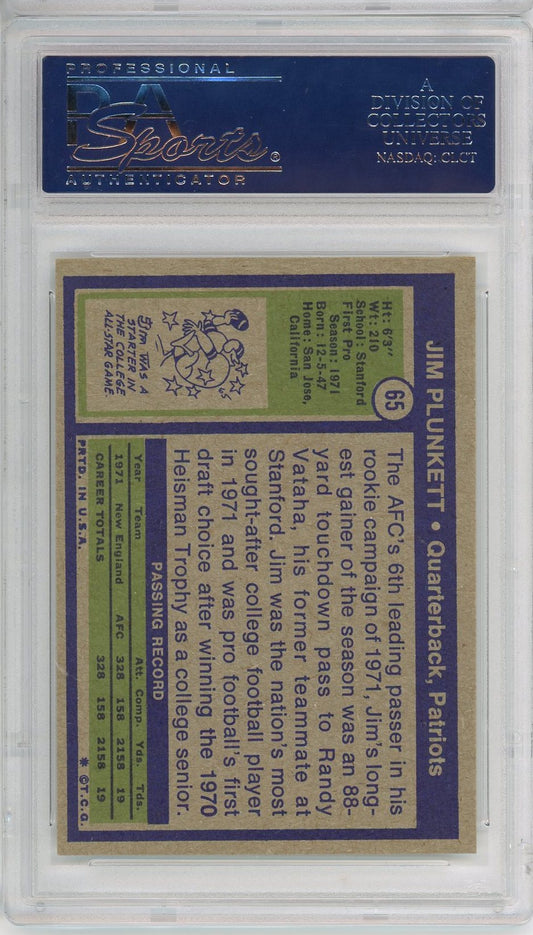 PROFESSIONAL
PSA
Sports®
AUTHENTICATOR
A
DIVISION OF
COLLECTORS
UNIVERSE
NASDAQ: CLCT
JIM PLUNKETT • Quarterback, Patriots
65
Ht: 6'3"
Wt: 210
School: Stanford
First Pro
Season: 1971
Born: 12-5-47
Home: San Jose,
California
JIM WAS A
STARTER IN
THE COLLEGE
ALL-STAR GAME
The AFC's 6th leading passer in his
rookie campaign of 1971, Jim's long-
est gainer of the season was an 88-
yard touchdown pass to Randy
Vataha, his former teammate at
Stanford. Jim was the nation's most
sought-after college football player
in 1971 and was pro football's first
draft choice after winning the 1970
Heisman Trophy as a college senior.
PASSING RECORD
Year Team Att. Comp. Yds. Tds.
1971 New England AFC 328 158 2158 19
CAREER TOTALS 328 158 2158 19
PRTD. IN U.S.A. * ©T.C.G.